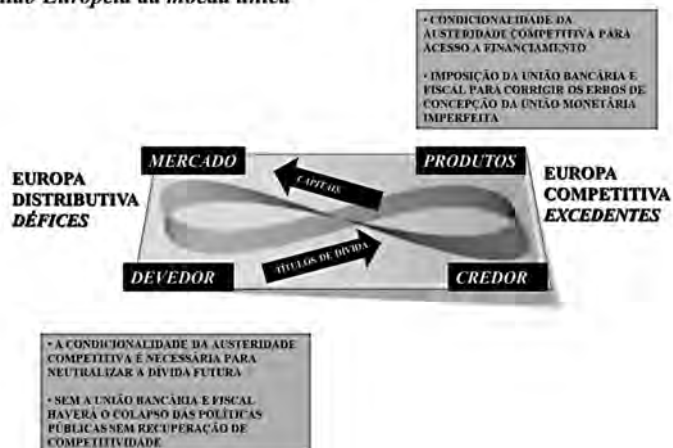 Europeia da moeda única
• CONDICIONALIDADE DA
AUSTERIDADE COMPETITIVA PARA
ACESSO A FINANCIAMENTO
• IMPOSIÇÃO DA UNIÃO BANCÁRIA E
FISCAL PARA CORRIGIR OS ERROS DE
CONCEPÇÃO DA UNIÃO MONETÁRIA
IMPERFEITA
MERCADO
PRODUTOS
CAPITAIS
EUROPA
DISTRIBUTIVA
DÉFICES
EUROPA
COMPETITIVA
EXCEDENTES
TÍTULOS DE DÍVIDA
DEVEDOR
CREDOR
• A CONDICIONALIDADE DA AUSTERIDADE
COMPETITIVA É NECESSÁRIA PARA
NEUTRALIZAR A DÍVIDA FUTURA
• SEM A UNIÃO BANCÁRIA E FISCAL
HAVERÁ O COLAPSO DAS POLÍTICAS
PÚBLICAS SEM RECUPERAÇÃO DE
COMPETITIVIDADE